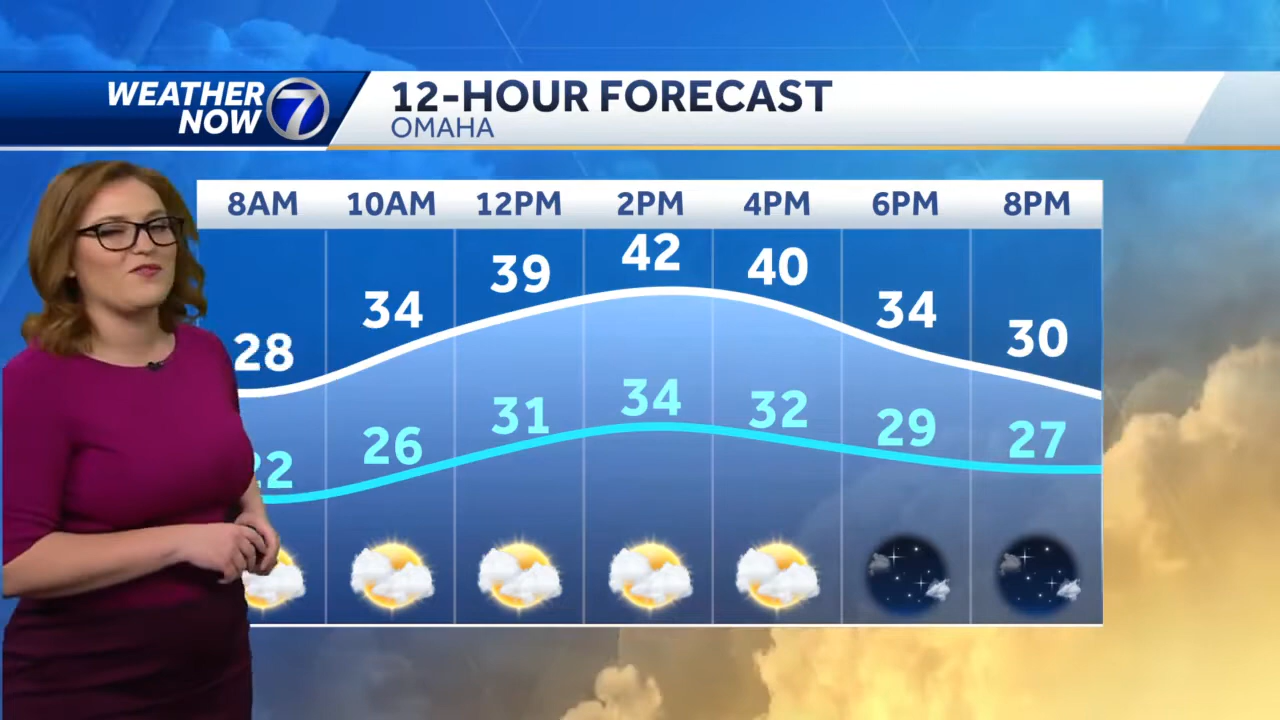 WEATHER
NOW 7
12-HOUR FORECAST
OMAHA
8AM 10AM 12PM 2PM 4PM 6PM 8PM
28 34 39 42 40 34 30
22 26 31 34 32 29 27